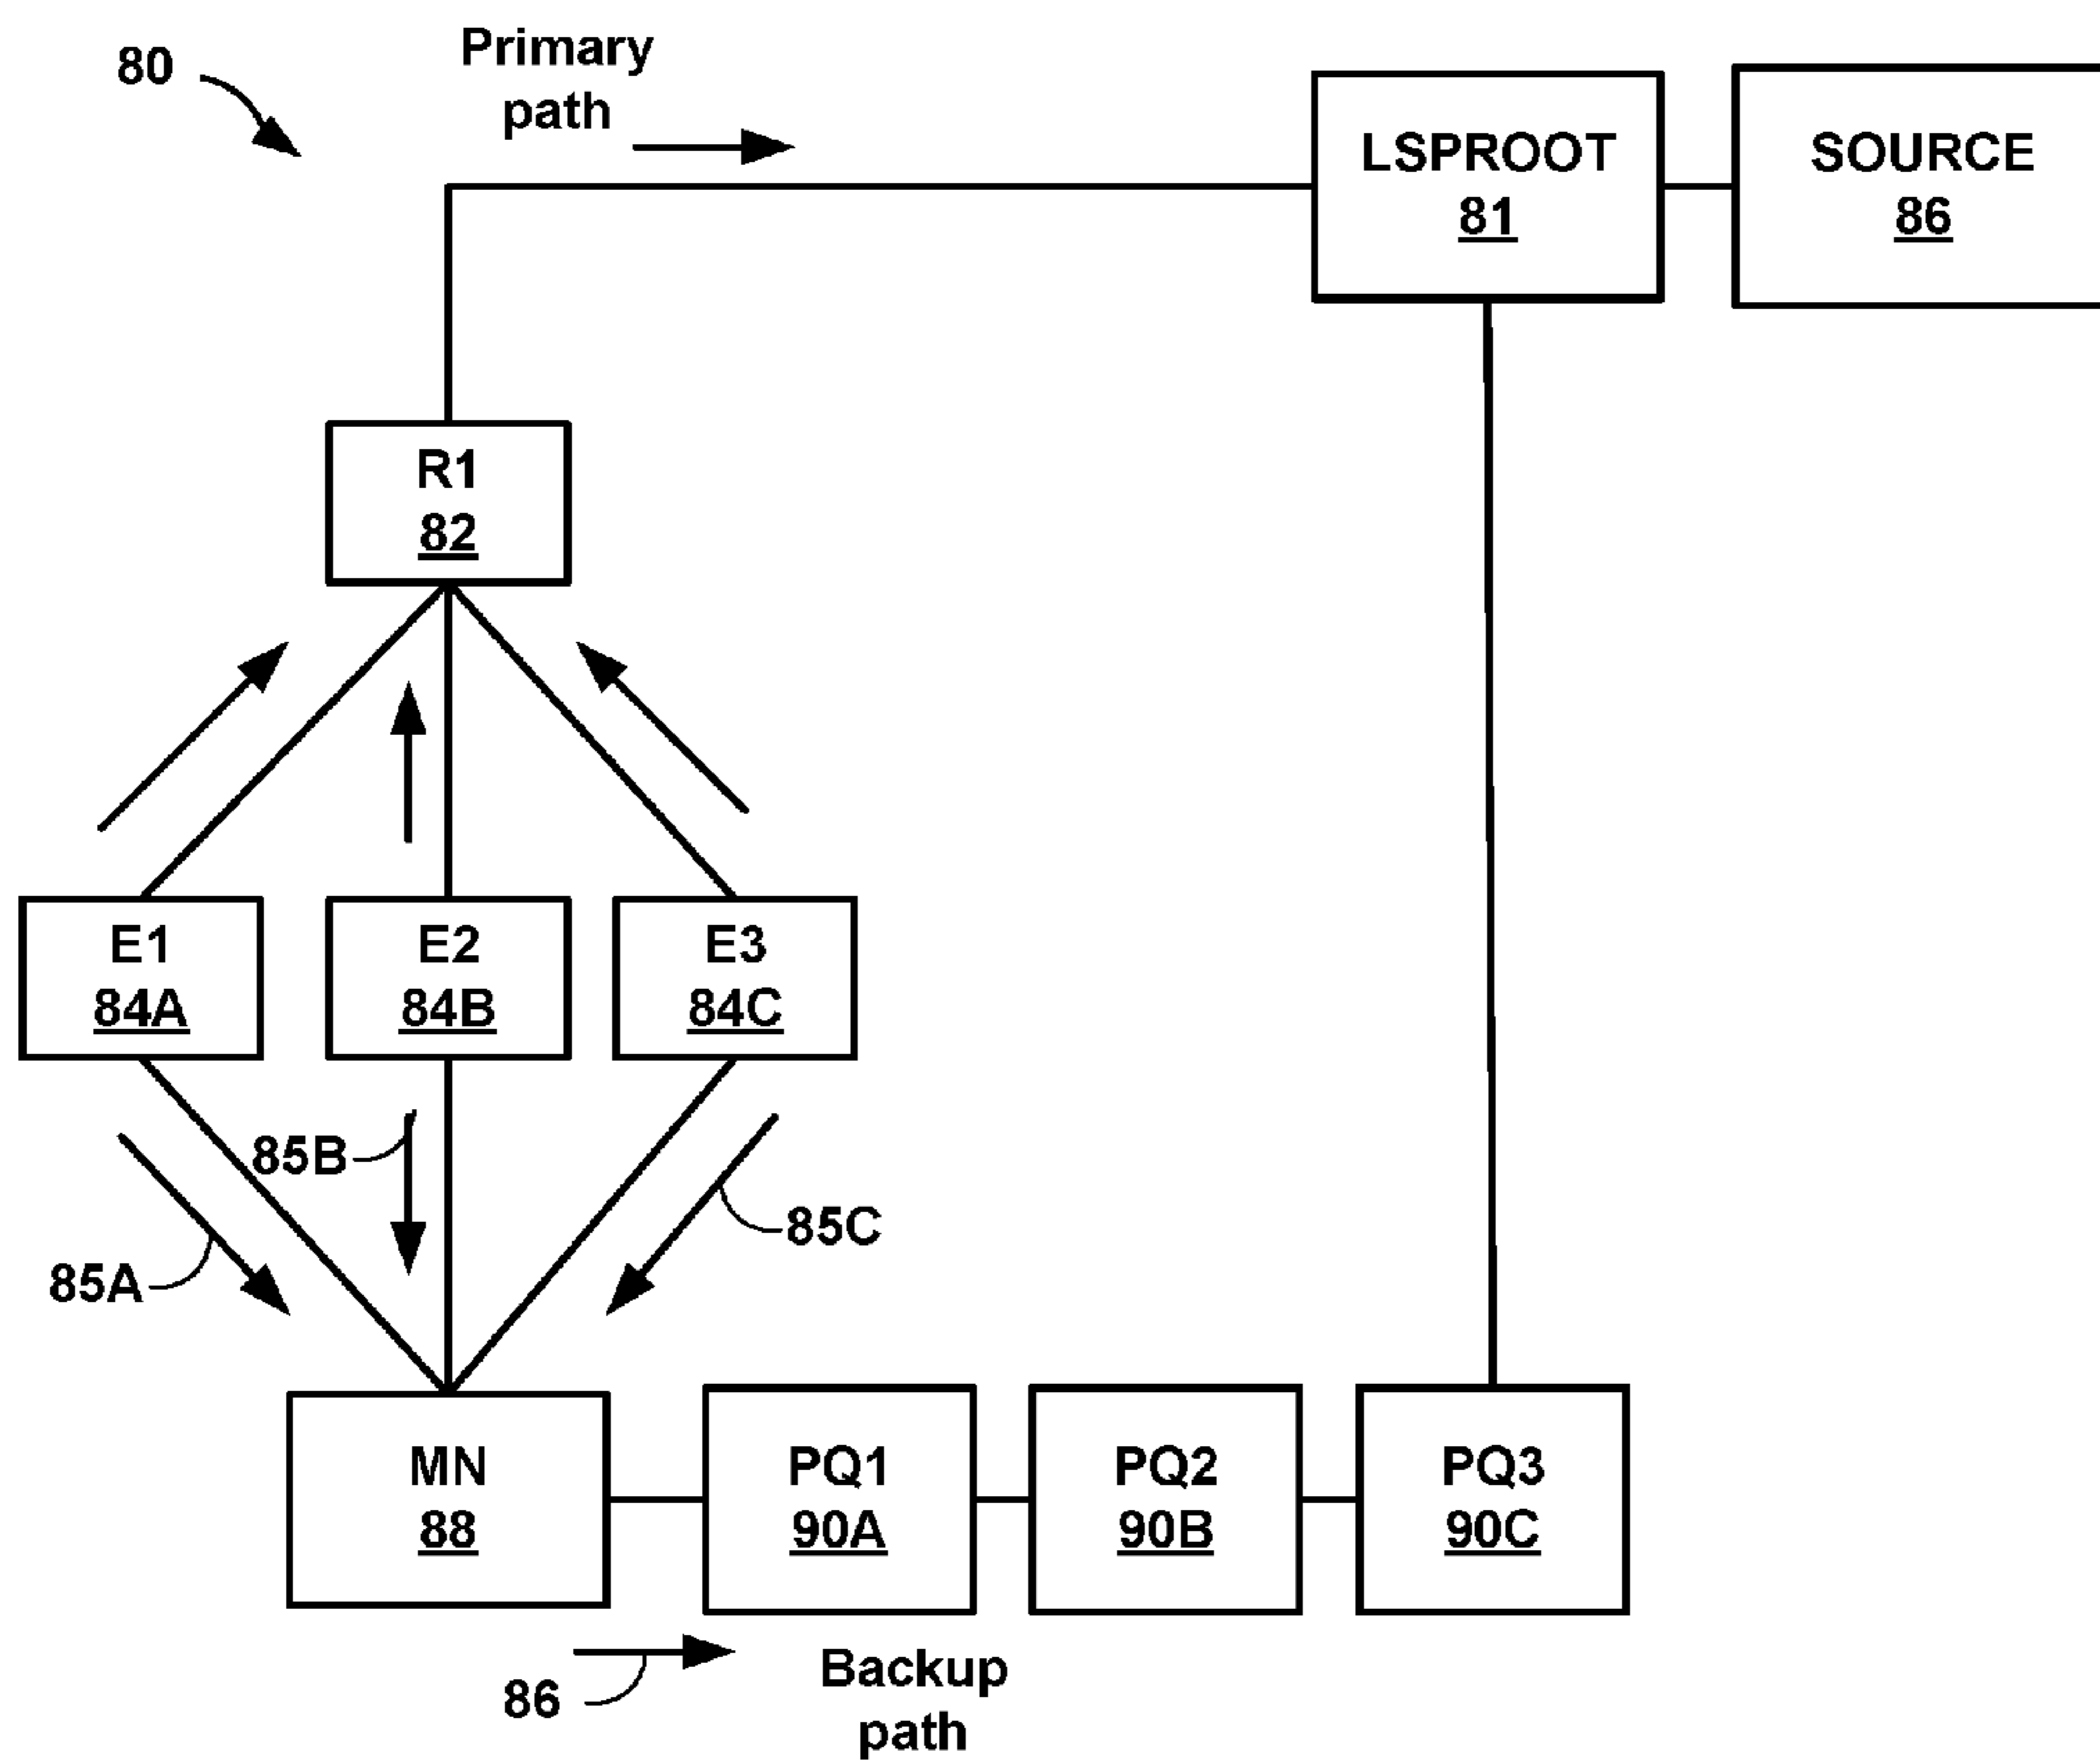 80
Primary
path
LSPROOT
81
SOURCE
86
R1
82
E1
84A
E2
84B
E3
84C
85B
85C
85A
MN
88
PQ1
90A
PQ2
90B
PQ3
90C
86
Backup
path